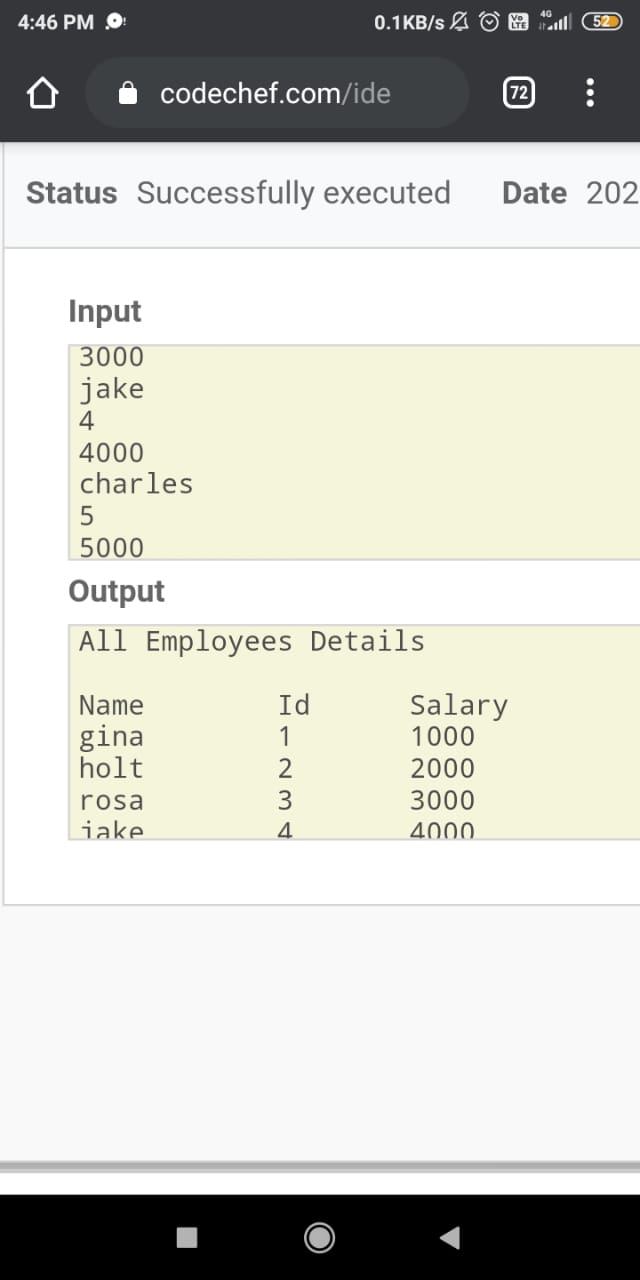 4:46 PM 0.1KB/s Vo LTE 4G 52
codechef.com/ide 72
Status Successfully executed Date 202
Input
3000
jake
4
4000
charles
5
5000
Output
All Employees Details
Name Id Salary
gina 1 1000
holt 2 2000
rosa 3 3000
jake 4 4000